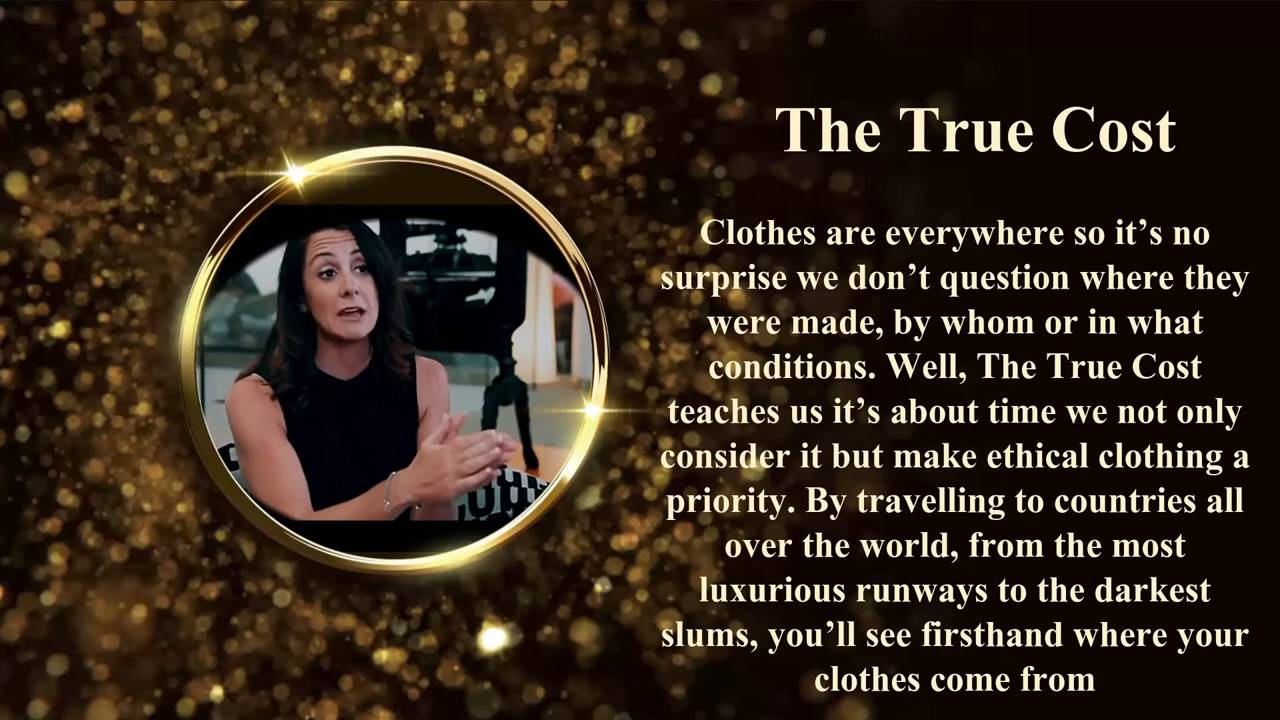 The True Cost
Clothes are everywhere so it’s no
surprise we don’t question where they
were made, by whom or in what
conditions. Well, The True Cost
teaches us it’s about time we not only
consider it but make ethical clothing a
priority. By travelling to countries all
over the world, from the most
luxurious runways to the darkest
slums, you’ll see firsthand where your
clothes come from